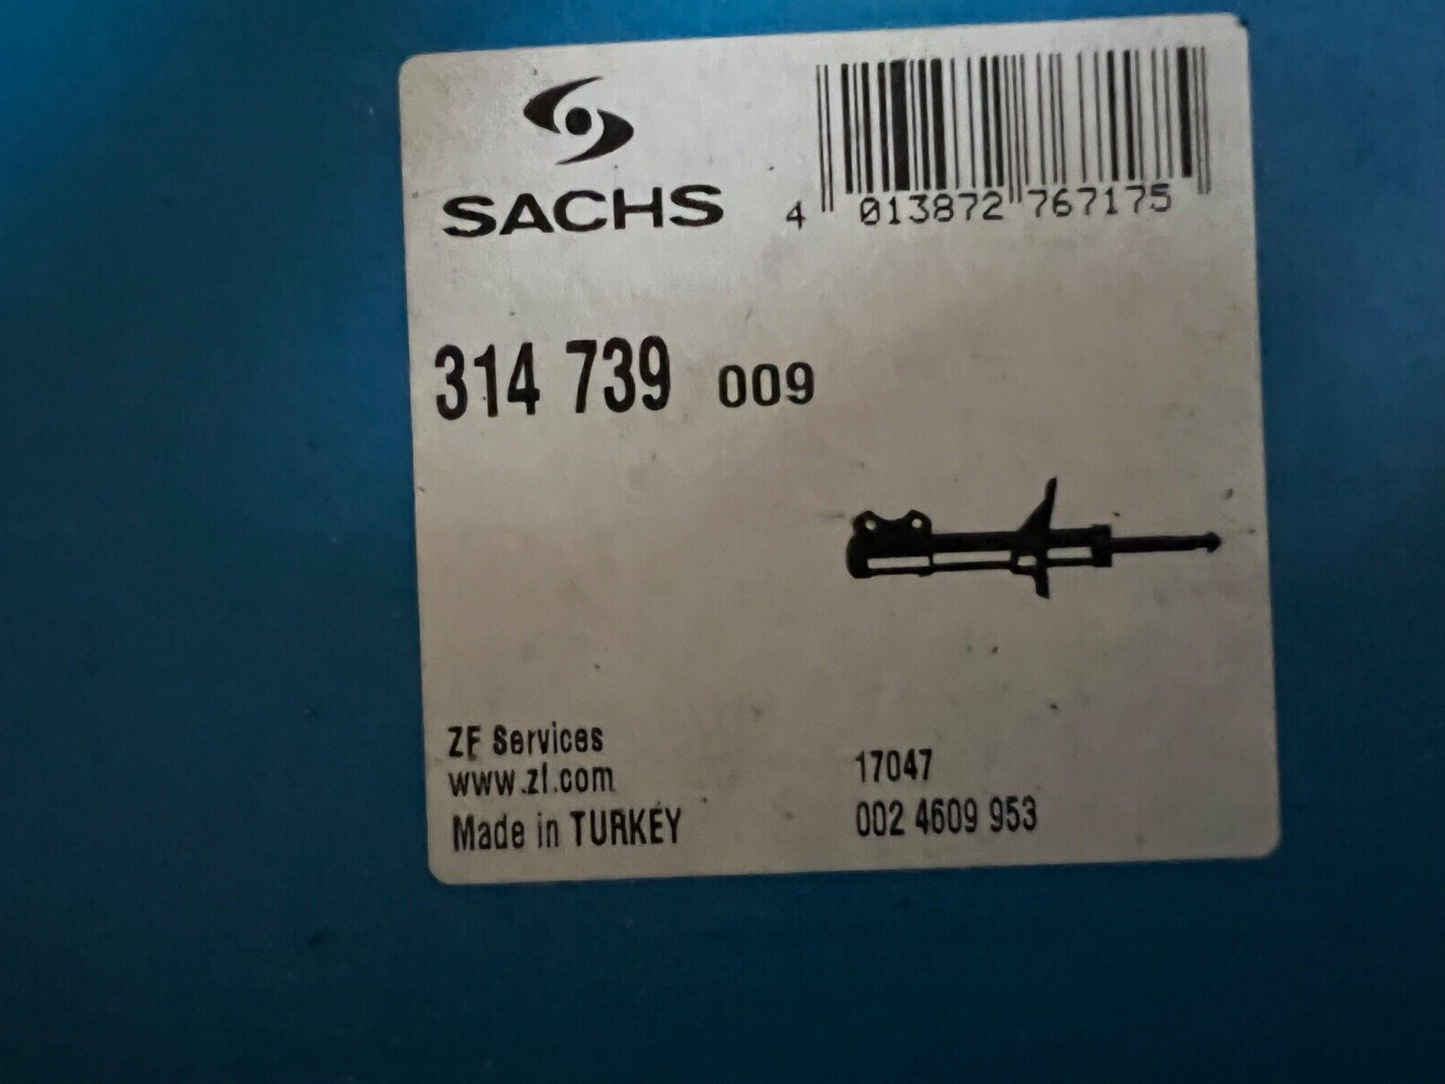 SACHS
4 013872 767175
314 739 009
ZF Services
www.zf.com
Made in TURKEY
17047
002 4609 953